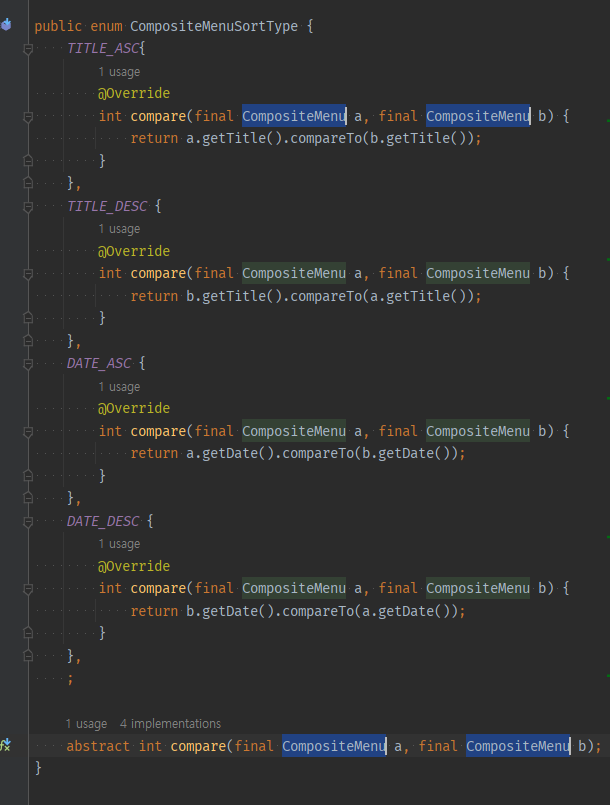 public enum CompositeMenuSortType {
    TITLE_ASC{
        1 usage
        @Override
        int compare(final CompositeMenu a, final CompositeMenu b) {
            return a.getTitle().compareTo(b.getTitle());
        }
    },
    TITLE_DESC {
        1 usage
        @Override
        int compare(final CompositeMenu a, final CompositeMenu b) {
            return b.getTitle().compareTo(a.getTitle());
        }
    },
    DATE_ASC {
        1 usage
        @Override
        int compare(final CompositeMenu a, final CompositeMenu b) {
            return a.getDate().compareTo(b.getDate());
        }
    },
    DATE_DESC {
        1 usage
        @Override
        int compare(final CompositeMenu a, final CompositeMenu b) {
            return b.getDate().compareTo(a.getDate());
        }
    },
    ;
    1 usage   4 implementations
    abstract int compare(final CompositeMenu a, final CompositeMenu b);
}